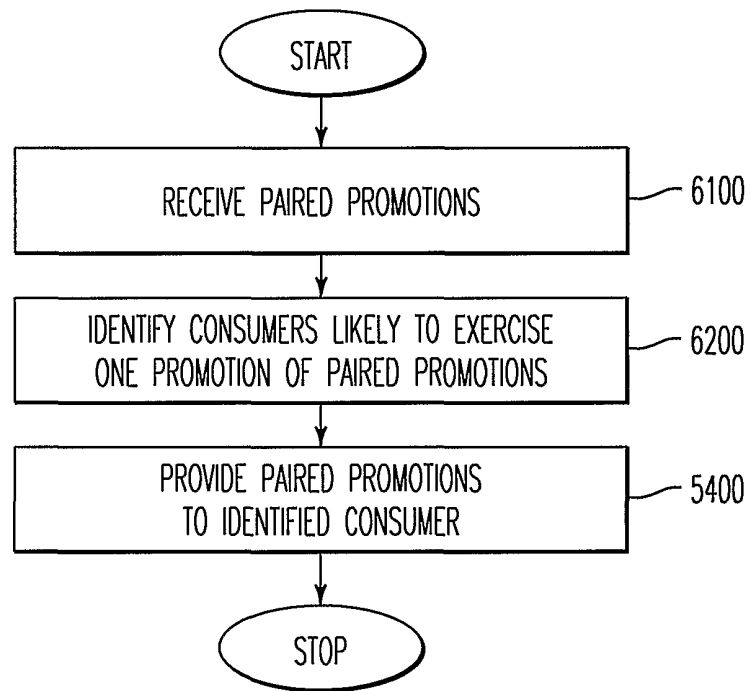 START
RECEIVE PAIRED PROMOTIONS
6100
IDENTIFY CONSUMERS LIKELY TO EXERCISE
ONE PROMOTION OF PAIRED PROMOTIONS
6200
PROVIDE PAIRED PROMOTIONS
TO IDENTIFIED CONSUMER
5400
STOP